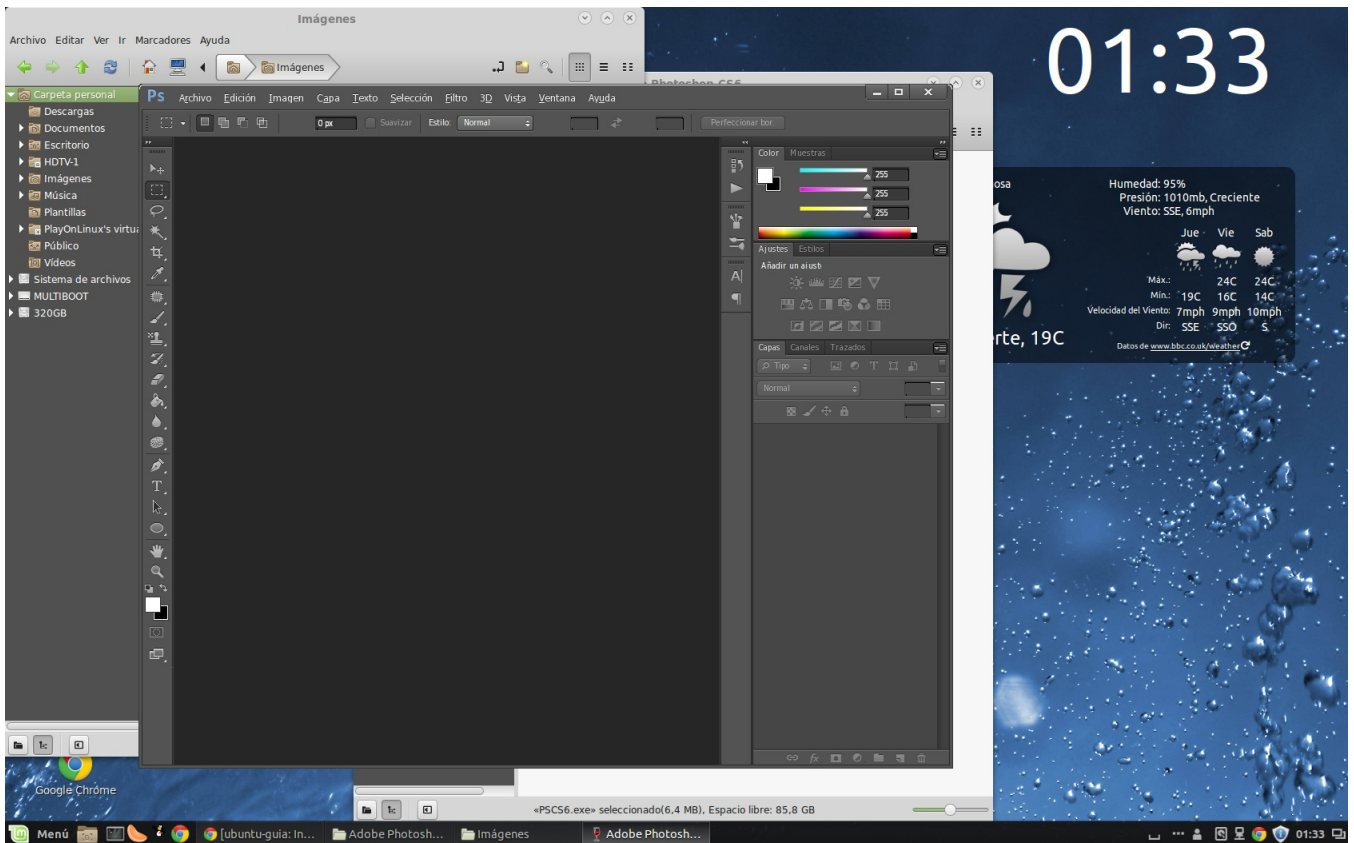 Imágenes
Archivo Editar Ver Ir Marcadores Ayuda
Imágenes
Carpeta personal
Descargas
Documentos
Escritorio
HDTV-1
Imágenes
Música
Plantillas
PlayOnLinux's virtua
Público
Vídeos
Sistema de archivos
MULTIBOOT
320GB
Photoshop CS6
Ps Archivo Edición Imagen Capa Texto Selección Filtro 3D Vista Ventana Ayuda
0 px Suavizar Estilo: Normal Perfeccionar bor.
Color Muestras
255
255
255
Ajustes Estilos
Añadir un ajust
Capas Canales Trazados
Tipo
Normal
01:33
osa
Humedad: 95%
Presión: 1010mb, Creciente
Viento: SSE, 6mph
Jue Vie Sab
Máx.: 24C 24C
Mín.: 19C 16C 14C
Velocidad del Viento: 7mph 9mph 10mph
Dir: SSE SSO S
rte, 19C
Datos de www.bbc.co.uk/weather
Google Chrome
«PSCS6.exe» seleccionado(6,4 MB), Espacio libre: 85,8 GB
Menú [ubuntu-guia: In... Adobe Photosh... Imágenes Adobe Photosh... 01:33